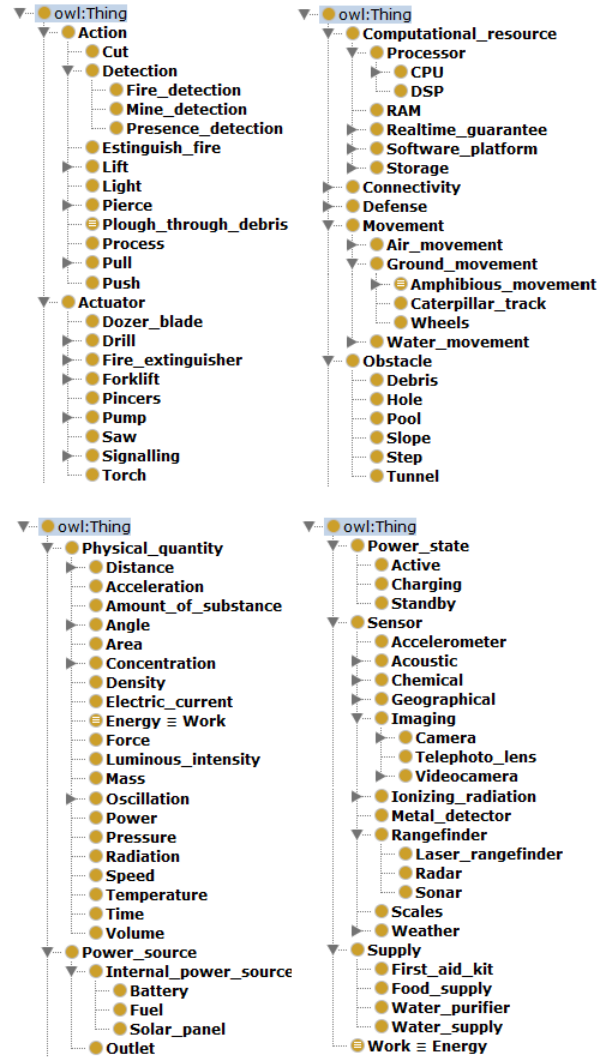 owl:Thing
Action
Cut
Detection
Fire_detection
Mine_detection
Presence_detection
Estinguish_fire
Lift
Light
Pierce
Plough_through_debris
Process
Pull
Push
Actuator
Dozer_blade
Drill
Fire_extinguisher
Forklift
Pincers
Pump
Saw
Signalling
Torch
owl:Thing
Computational_resource
Processor
CPU
DSP
RAM
Realtime_guarantee
Software_platform
Storage
Connectivity
Defense
Movement
Air_movement
Ground_movement
Amphibious_movement
Caterpillar_track
Wheels
Water_movement
Obstacle
Debris
Hole
Pool
Slope
Step
Tunnel
owl:Thing
Physical_quantity
Distance
Acceleration
Amount_of_substance
Angle
Area
Concentration
Density
Electric_current
Energy ≡ Work
Force
Luminous_intensity
Mass
Oscillation
Power
Pressure
Radiation
Speed
Temperature
Time
Volume
Power_source
Internal_power_source
Battery
Fuel
Solar_panel
Outlet
owl:Thing
Power_state
Active
Charging
Standby
Sensor
Accelerometer
Acoustic
Chemical
Geographical
Imaging
Camera
Telephoto_lens
Videocamera
Ionizing_radiation
Metal_detector
Rangefinder
Laser_rangefinder
Radar
Sonar
Scales
Weather
Supply
First_aid_kit
Food_supply
Water_purifier
Water_supply
Work ≡ Energy